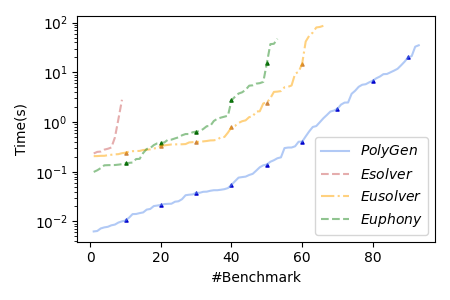 10²
10¹
10⁰
10⁻¹
10⁻²
Time(s)
0
20
40
60
80
#Benchmark
PolyGen
Esolver
Eusolver
Euphony